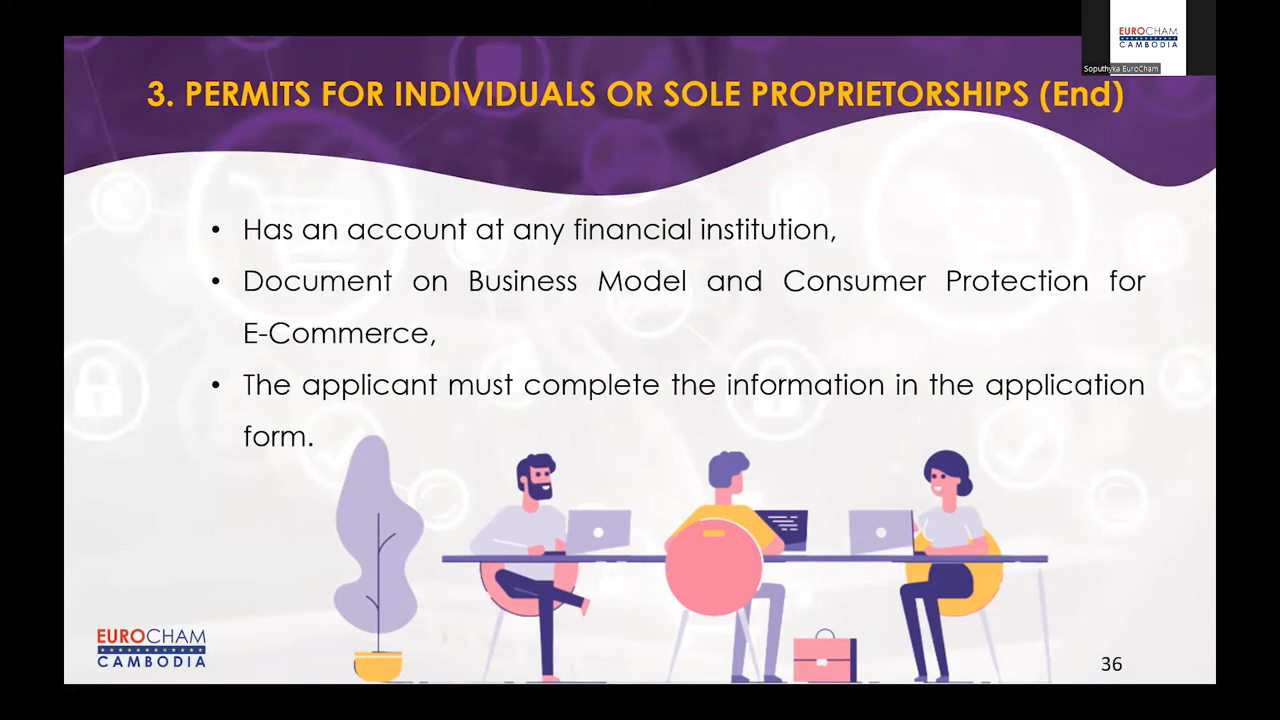 EUROCHAM
CAMBODIA
Soputhyka EuroCham
3. PERMITS FOR INDIVIDUALS OR SOLE PROPRIETORSHIPS (End)
• Has an account at any financial institution,
• Document on Business Model and Consumer Protection for
E-Commerce,
• The applicant must complete the information in the application
form.
EUROCHAM
CAMBODIA
36